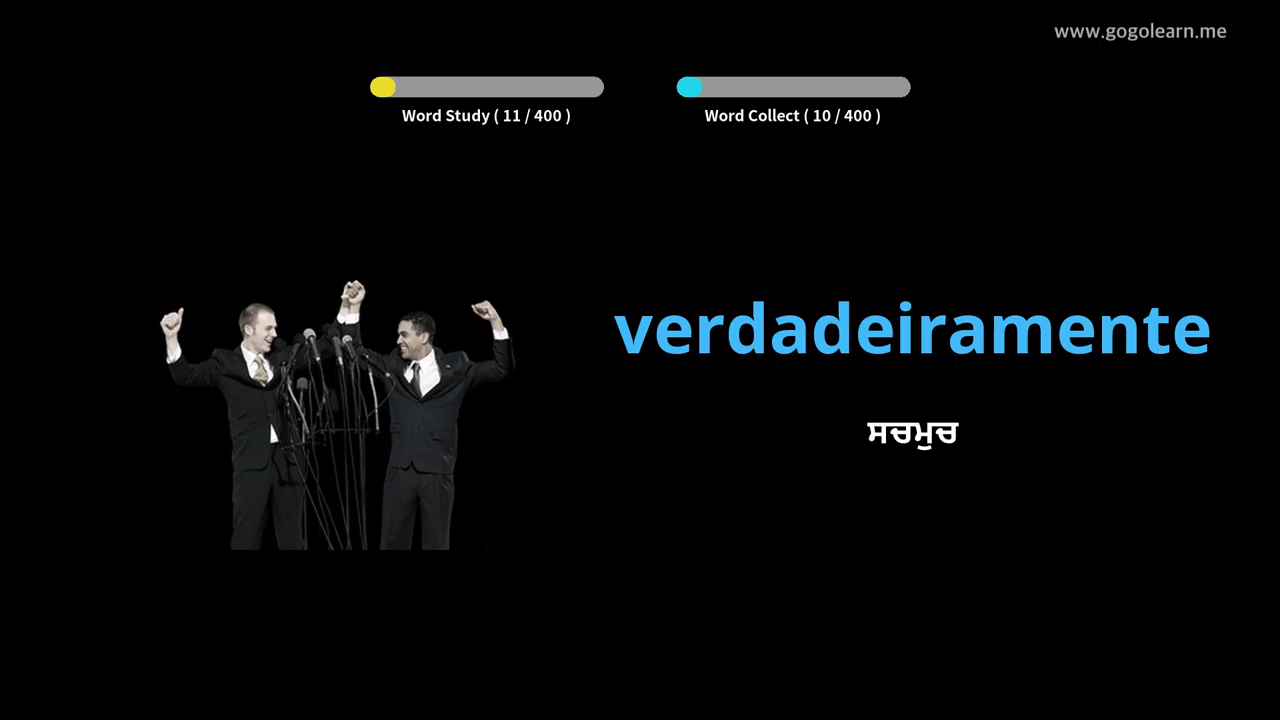 www.gogolearn.me
Word Study ( 11 / 400 )
Word Collect ( 10 / 400 )
verdadeiramente
ਸਚਮੁਚ